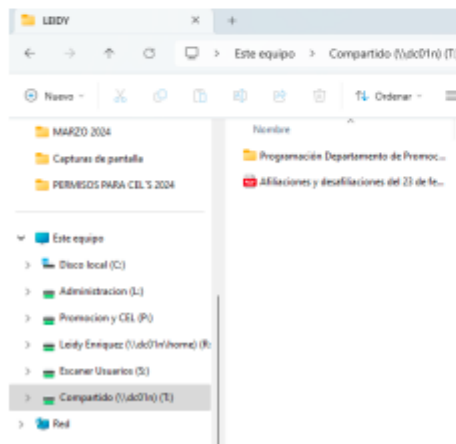 LEIDY
Este equipo > Compartido (\\dc01n) (T:
Nuevo
Ordenar
Nombre
MARZO 2024
Capturas de pantalla
PERMISOS PARA CEL'S 2024
Programación Departamento de Promoc...
Afiliaciones y desafiliaciones del 23 de fe...
Este equipo
Disco local (C:)
Administracion (L:)
Promocion y CEL (P:)
Leidy Enriquez (\\dc01n\home) (R:
Escaner Usuarios (S:)
Compartido (\\dc01n) (T:)
Red